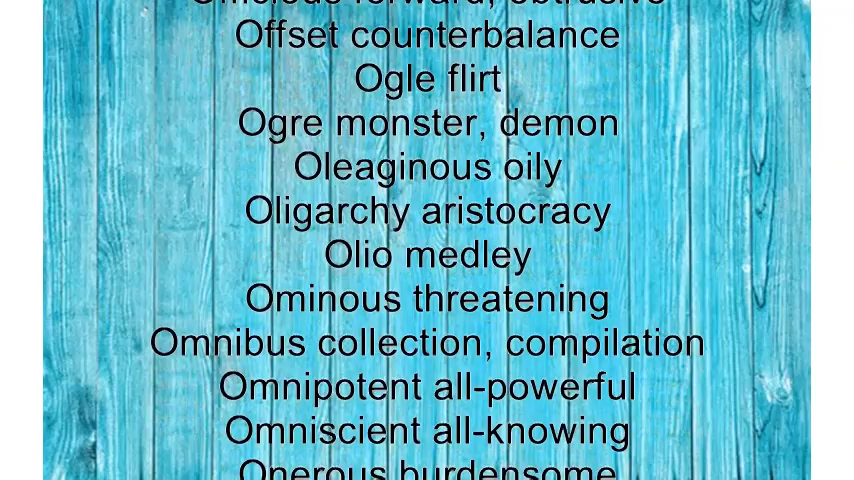 Officious forward, obtrusive
Offset counterbalance
Ogle flirt
Ogre monster, demon
Oleaginous oily
Oligarchy aristocracy
Olio medley
Ominous threatening
Omnibus collection, compilation
Omnipotent all-powerful
Omniscient all-knowing
Onerous burdensome